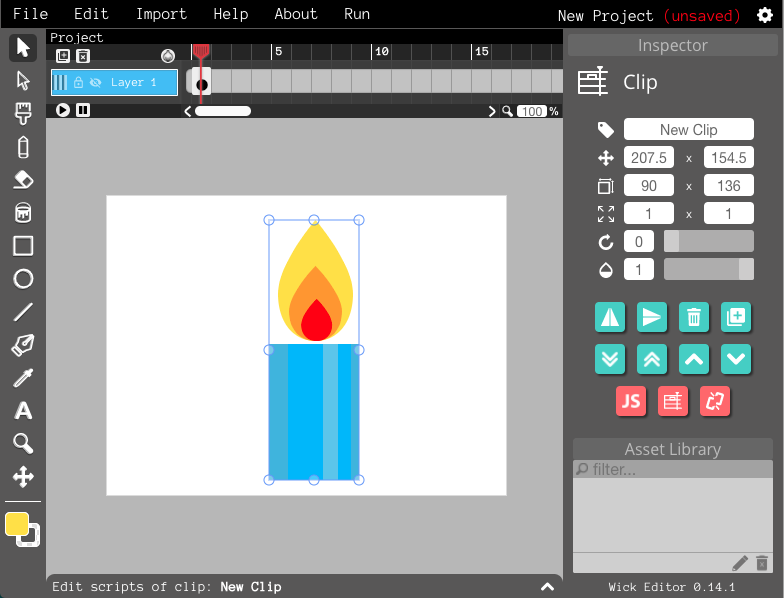 File Edit Import Help About Run New Project (unsaved)
Project
Inspector
5 10 15
Layer 1
Clip
100 %
New Clip
207.5 x 154.5
90 x 136
1 x 1
0
1
JS
Asset Library
filter...
Edit scripts of clip: New Clip
Wick Editor 0.14.1
A